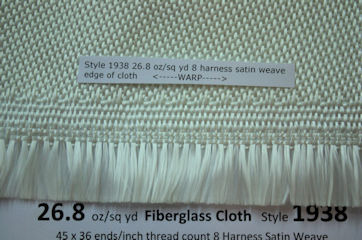 Style 1938 26.8 oz/sq yd 8 harness satin weave
edge of cloth <-----WARP----->
26.8 oz/sq yd Fiberglass Cloth Style 1938
45 x 36 ends/inch thread count 8 Harness Satin Weave